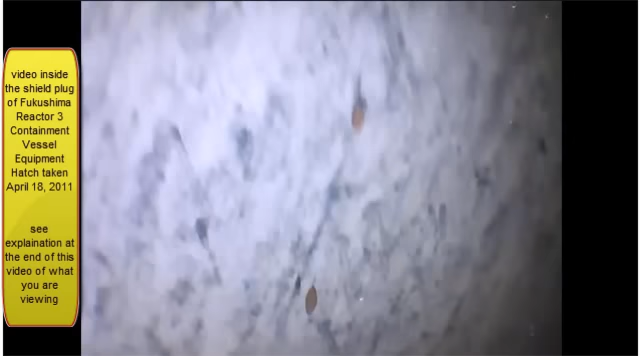 video inside
the shield plug
of Fukushima
Reactor 3
Containment
Vessel
Equipment
Hatch taken
April 18, 2011
see
explaination at
the end of this
video of what
you are
viewing